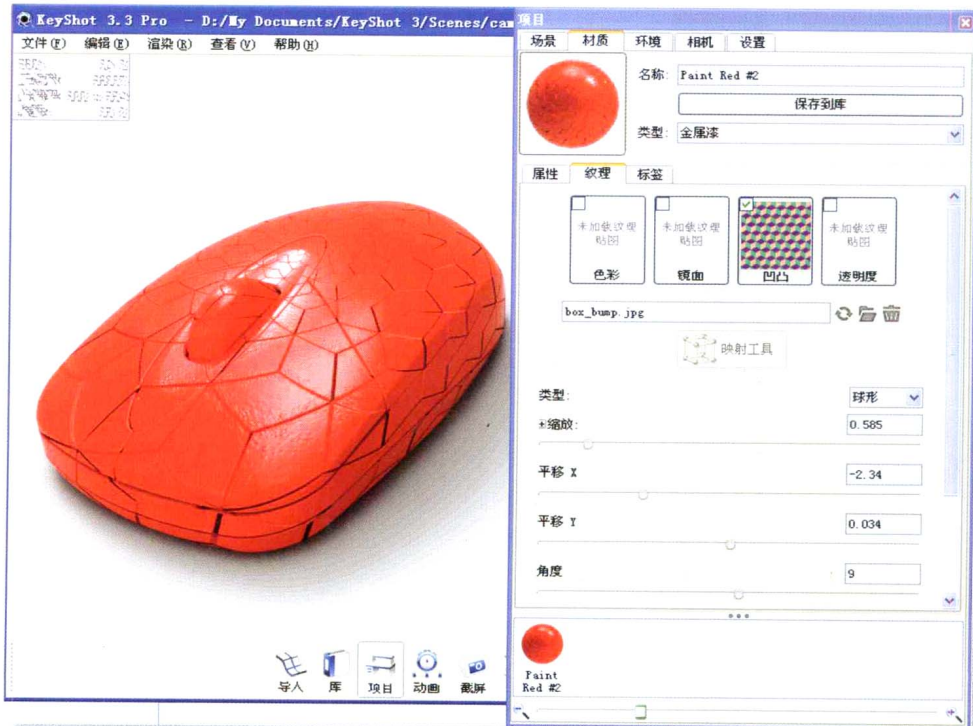 KeyShot 3.3 Pro - D:/My Documents/KeyShot 3/Scenes/cam
文件(F) 编辑(E) 渲染(R) 查看(V) 帮助(H)
导入 库 项目 动画 截屏
项目
场景 材质 环境 相机 设置
名称: Paint Red #2
保存到库
类型: 金属漆
属性 纹理 标签
未加载纹理贴图 色彩
未加载纹理贴图 镜面
凹凸
未加载纹理贴图 透明度
box_bump.jpg
映射工具
类型: 球形
缩放: 0.585
平移 X -2.34
平移 Y 0.034
角度 9
Paint
Red #2